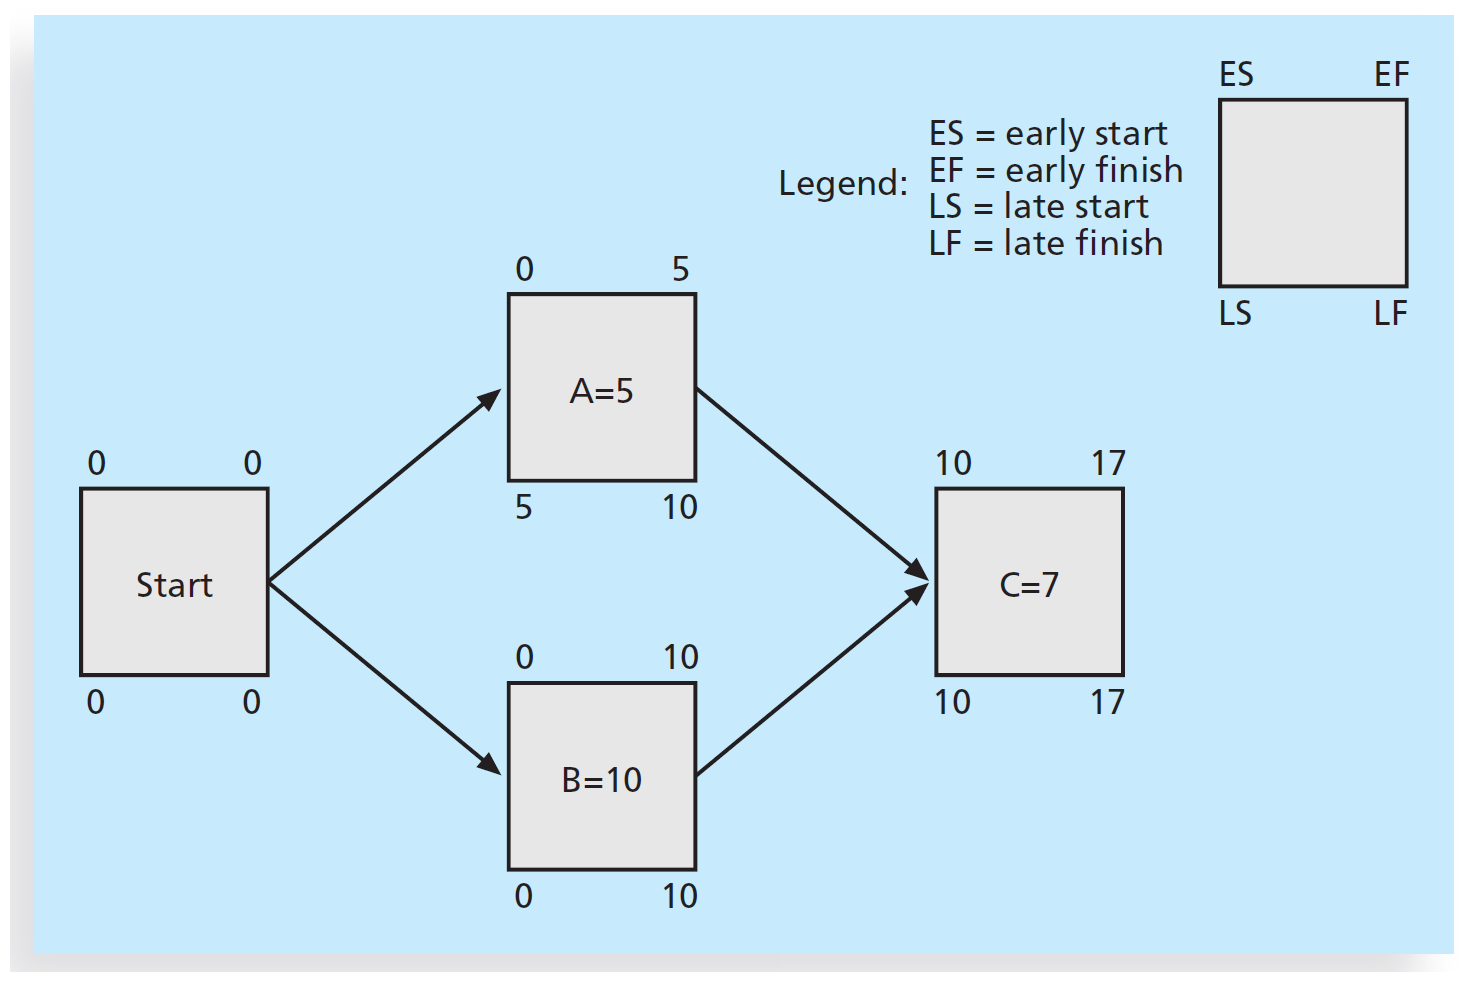 ES EF
ES = early start
EF = early finish
Legend:
LS = late start
LF = late finish
LS LF
0 5
A=5
5 10
0 0
Start
0 0
10 17
C=7
10 17
0 10
B=10
0 10